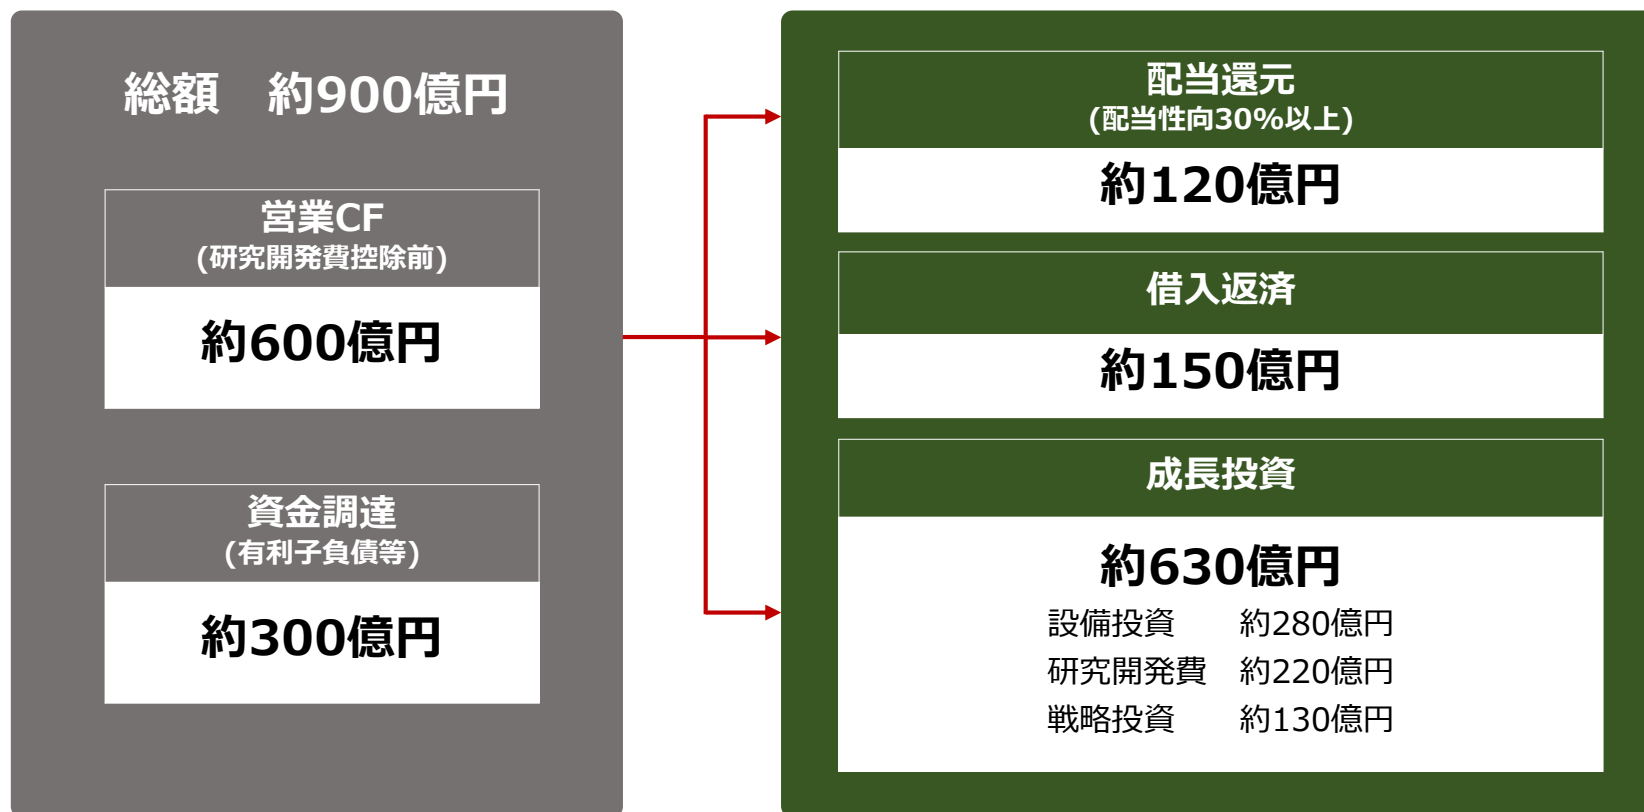 総額　約900億円
営業CF
(研究開発費控除前)
約600億円
資金調達
(有利子負債等)
約300億円
配当還元
(配当性向30%以上)
約120億円
借入返済
約150億円
成長投資
約630億円
設備投資　　約280億円
研究開発費　約220億円
戦略投資　　約130億円